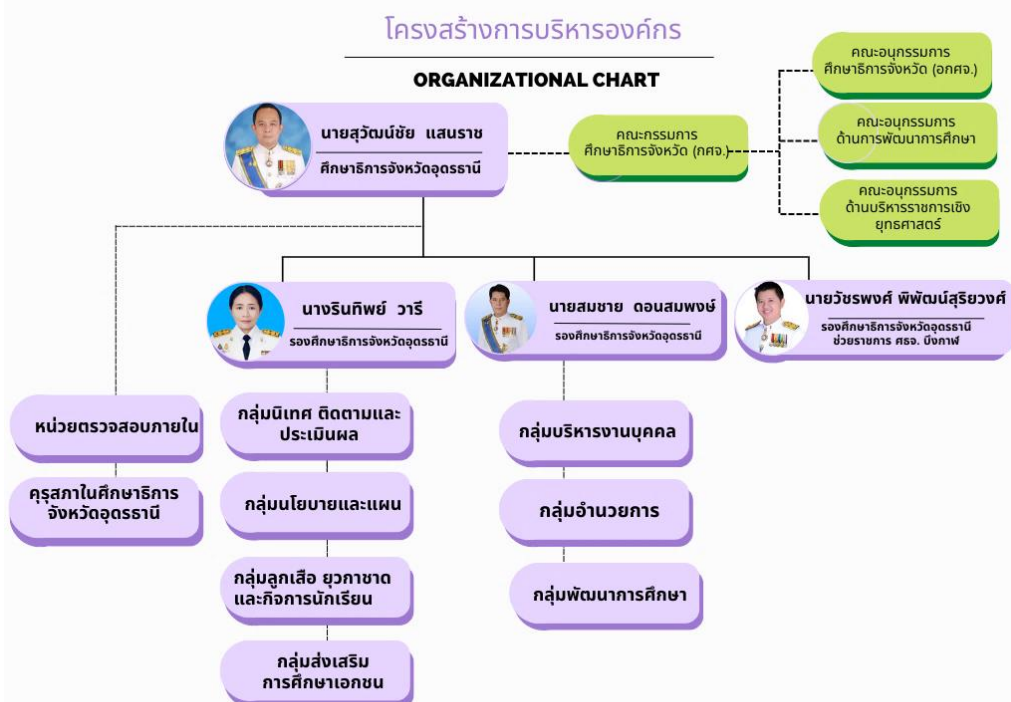 โครงสร้างการบริหารองค์กร
ORGANIZATIONAL CHART
นายสุวัฒน์ชัย แสนราช
ศึกษาธิการจังหวัดอุดรธานี
คณะกรรมการ
ศึกษาธิการจังหวัด (กศจ.)
คณะอนุกรรมการ
ศึกษาธิการจังหวัด (อกศจ.)
คณะอนุกรรมการ
ด้านการพัฒนาการศึกษา
คณะอนุกรรมการ
ด้านบริหารราชการเชิง
ยุทธศาสตร์
นางรินทิพย์ วารี
รองศึกษาธิการจังหวัดอุดรธานี
นายสมชาย ดอนสมพงษ์
รองศึกษาธิการจังหวัดอุดรธานี
นายวัชรพงศ์ พิพัฒน์สุริยวงศ์
รองศึกษาธิการจังหวัดอุดรธานี
ช่วยราชการ ศธจ. บึงกาฬ
หน่วยตรวจสอบภายใน
คุรุสภาในศึกษาธิการ
จังหวัดอุดรธานี
กลุ่มนิเทศ ติดตามและ
ประเมินผล
กลุ่มนโยบายและแผน
กลุ่มลูกเสือ ยุวกาชาด
และกิจการนักเรียน
กลุ่มส่งเสริม
การศึกษาเอกชน
กลุ่มบริหารงานบุคคล
กลุ่มอำนวยการ
กลุ่มพัฒนาการศึกษา